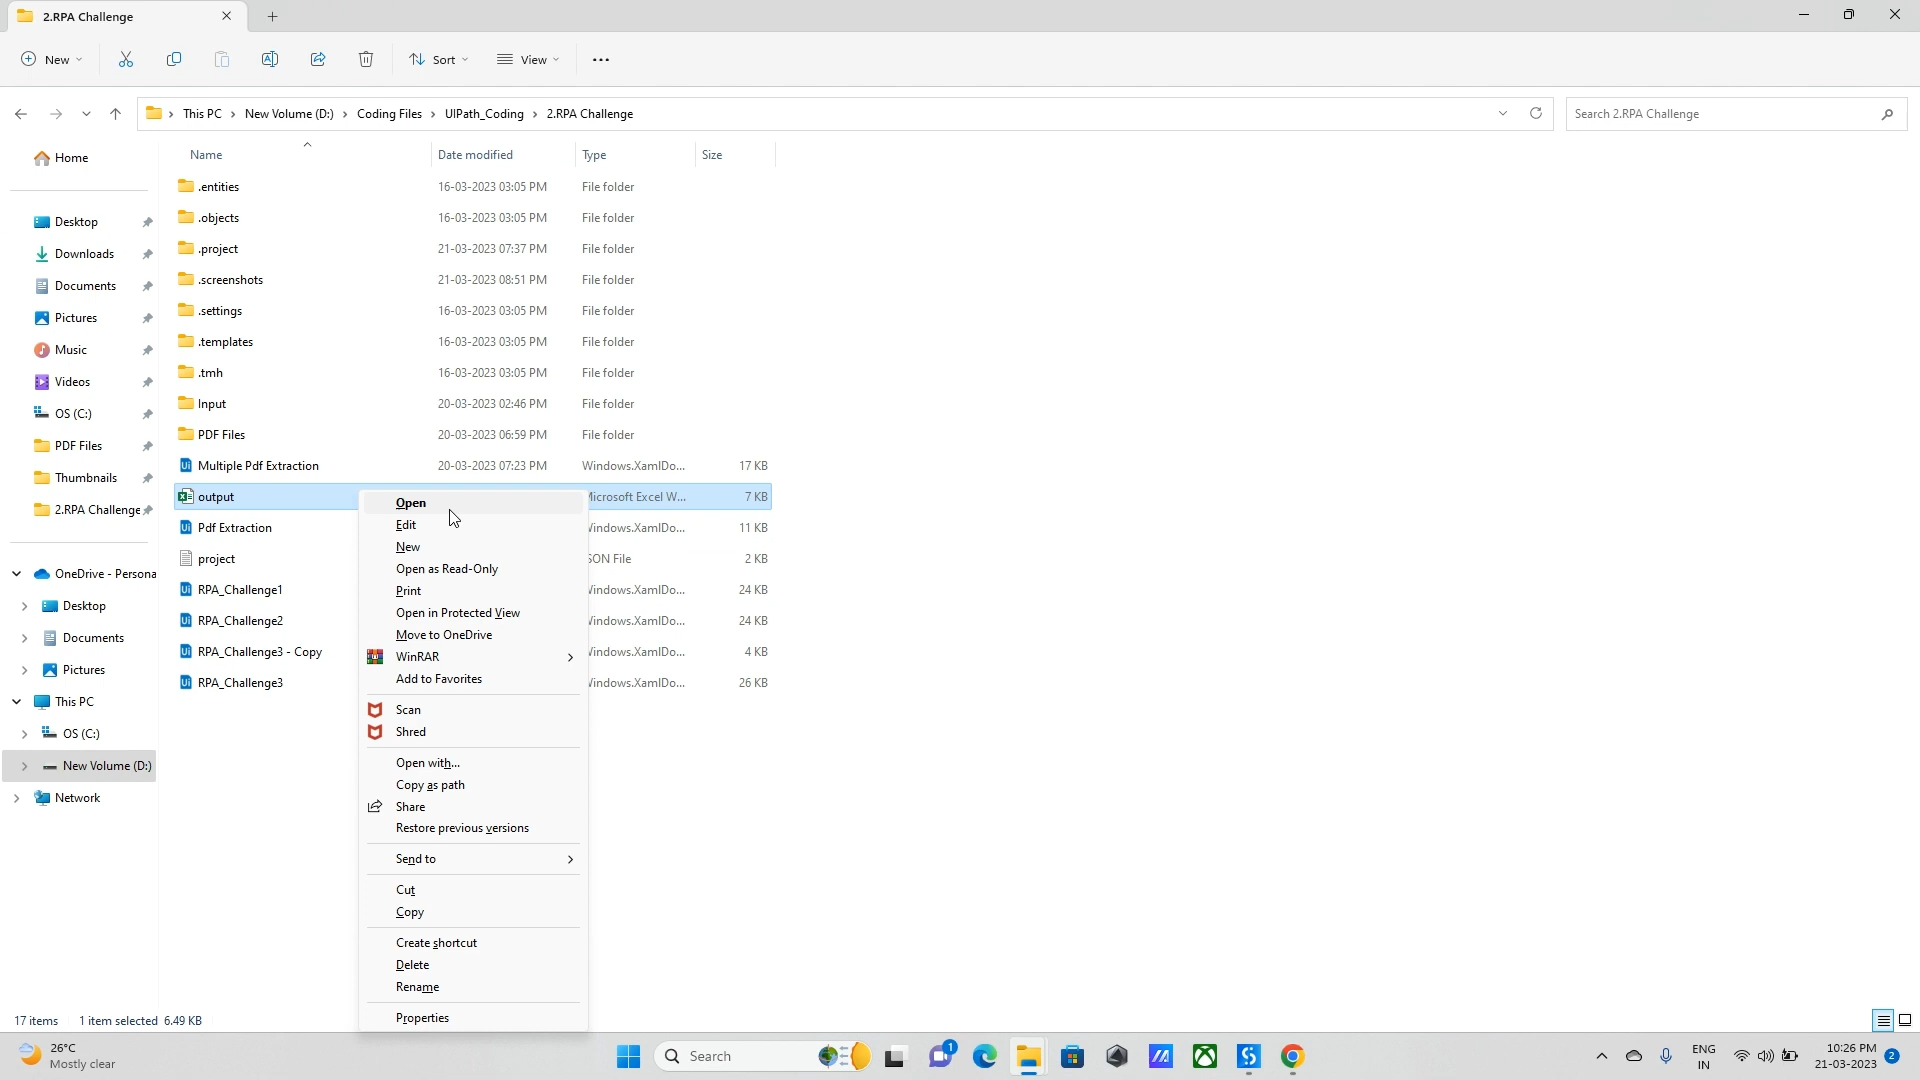 2.RPA Challenge
New
Sort
View
This PC > New Volume (D:) > Coding Files > UIPath_Coding > 2.RPA Challenge
Search 2.RPA Challenge
Name Date modified Type Size
Home
Desktop
Downloads
Documents
Pictures
Music
Videos
OS (C:)
PDF Files
Thumbnails
2.RPA Challenge
OneDrive - Persona
Desktop
Documents
Pictures
This PC
OS (C:)
New Volume (D:)
Network
.entities 16-03-2023 03:05 PM File folder
.objects 16-03-2023 03:05 PM File folder
.project 21-03-2023 07:37 PM File folder
.screenshots 21-03-2023 08:51 PM File folder
.settings 16-03-2023 03:05 PM File folder
.templates 16-03-2023 03:05 PM File folder
.tmh 16-03-2023 03:05 PM File folder
Input 20-03-2023 02:46 PM File folder
PDF Files 20-03-2023 06:59 PM File folder
Multiple Pdf Extraction 20-03-2023 07:23 PM Windows.XamlDo... 17 KB
output Microsoft Excel W... 7 KB
Pdf Extraction Windows.XamlDo... 11 KB
project SON File 2 KB
RPA_Challenge1 Windows.XamlDo... 24 KB
RPA_Challenge2 Windows.XamlDo... 24 KB
RPA_Challenge3 - Copy Windows.XamlDo... 4 KB
RPA_Challenge3 Windows.XamlDo... 26 KB
Open
Edit
New
Open as Read-Only
Print
Open in Protected View
Move to OneDrive
WinRAR
Add to Favorites
Scan
Shred
Open with...
Copy as path
Share
Restore previous versions
Send to
Cut
Copy
Create shortcut
Delete
Rename
Properties
17 items 1 item selected 6.49 KB
26°C
Mostly clear
Search
1
ENG
IN
10:26 PM
21-03-2023
2